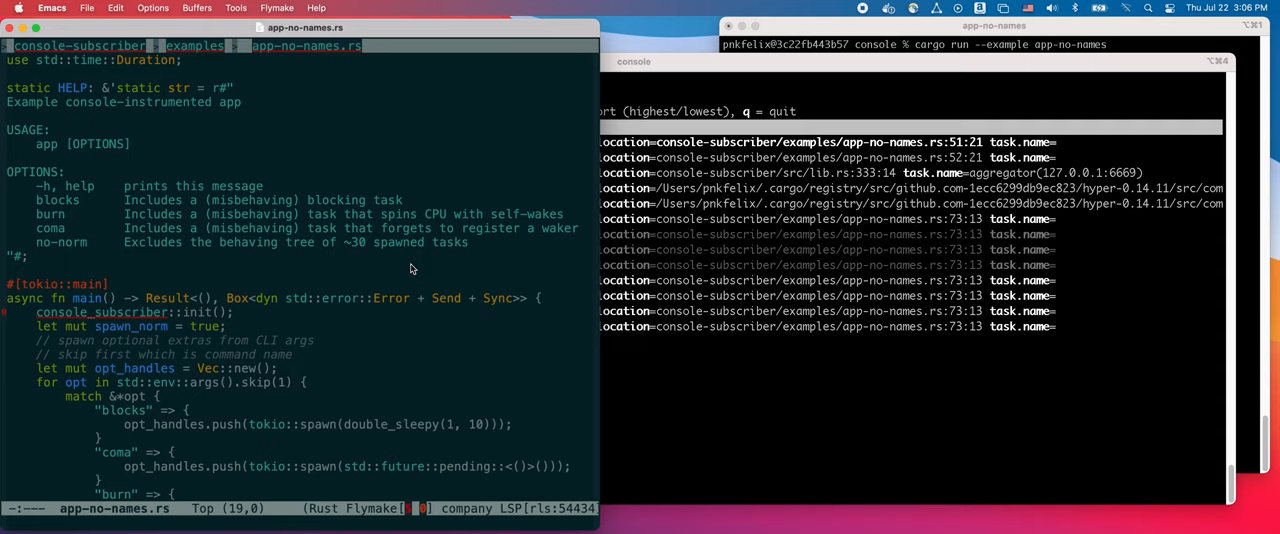 Emacs File Edit Options Buffers Tools Flymake Help
Thu Jul 22 3:06 PM
app-no-names.rs
console-subscriber examples app-no-names.rs
use std::time::Duration;
static HELP: &'static str = r#"
Example console-instrumented app
USAGE:
app [OPTIONS]
OPTIONS:
-h, help prints this message
blocks Includes a (misbehaving) blocking task
burn Includes a (misbehaving) task that spins CPU with self-wakes
coma Includes a (misbehaving) task that forgets to register a waker
no-norm Excludes the behaving tree of ~30 spawned tasks
"#;
#[tokio::main]
async fn main() -> Result<(), Box<dyn std::error::Error + Send + Sync>> {
console_subscriber::init();
let mut spawn_norm = true;
// spawn optional extras from CLI args
// skip first which is command name
let mut opt_handles = Vec::new();
for opt in std::env::args().skip(1) {
match &*opt {
"blocks" => {
opt_handles.push(tokio::spawn(double_sleepy(1, 10)));
}
"coma" => {
opt_handles.push(tokio::spawn(std::future::pending::<()>()));
}
"burn" => {
-:--- app-no-names.rs Top (19,0) (Rust Flymake[5 0] company LSP[rls:54434
app-no-names
⌥⌘1
pnkfelix@3c22fb443b57 console % cargo run --example app-no-names
console
⌥⌘4
ort (highest/lowest), q = quit
location=console-subscriber/examples/app-no-names.rs:51:21 task.name=
location=console-subscriber/examples/app-no-names.rs:52:21 task.name=
location=console-subscriber/src/lib.rs:333:14 task.name=aggregator(127.0.0.1:6669)
location=/Users/pnkfelix/.cargo/registry/src/github.com-1ecc6299db9ec823/hyper-0.14.11/src/com
location=/Users/pnkfelix/.cargo/registry/src/github.com-1ecc6299db9ec823/hyper-0.14.11/src/com
location=console-subscriber/examples/app-no-names.rs:73:13 task.name=
location=console-subscriber/examples/app-no-names.rs:73:13 task.name=
location=console-subscriber/examples/app-no-names.rs:73:13 task.name=
location=console-subscriber/examples/app-no-names.rs:73:13 task.name=
location=console-subscriber/examples/app-no-names.rs:73:13 task.name=
location=console-subscriber/examples/app-no-names.rs:73:13 task.name=
location=console-subscriber/examples/app-no-names.rs:73:13 task.name=
location=console-subscriber/examples/app-no-names.rs:73:13 task.name=